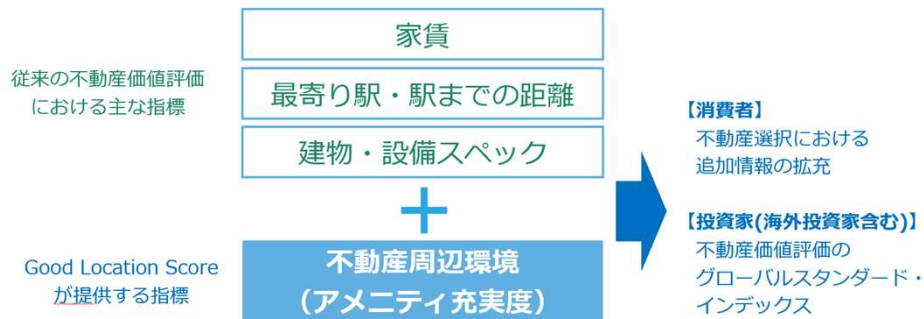 従来の不動産価値評価
における主な指標
家賃
最寄り駅・駅までの距離
建物・設備スペック
+
Good Location Score
が提供する指標
不動産周辺環境
（アメニティ充実度）
【消費者】
不動産選択における
追加情報の拡充
【投資家(海外投資家含む)】
不動産価値評価の
グローバルスタンダード・
インデックス